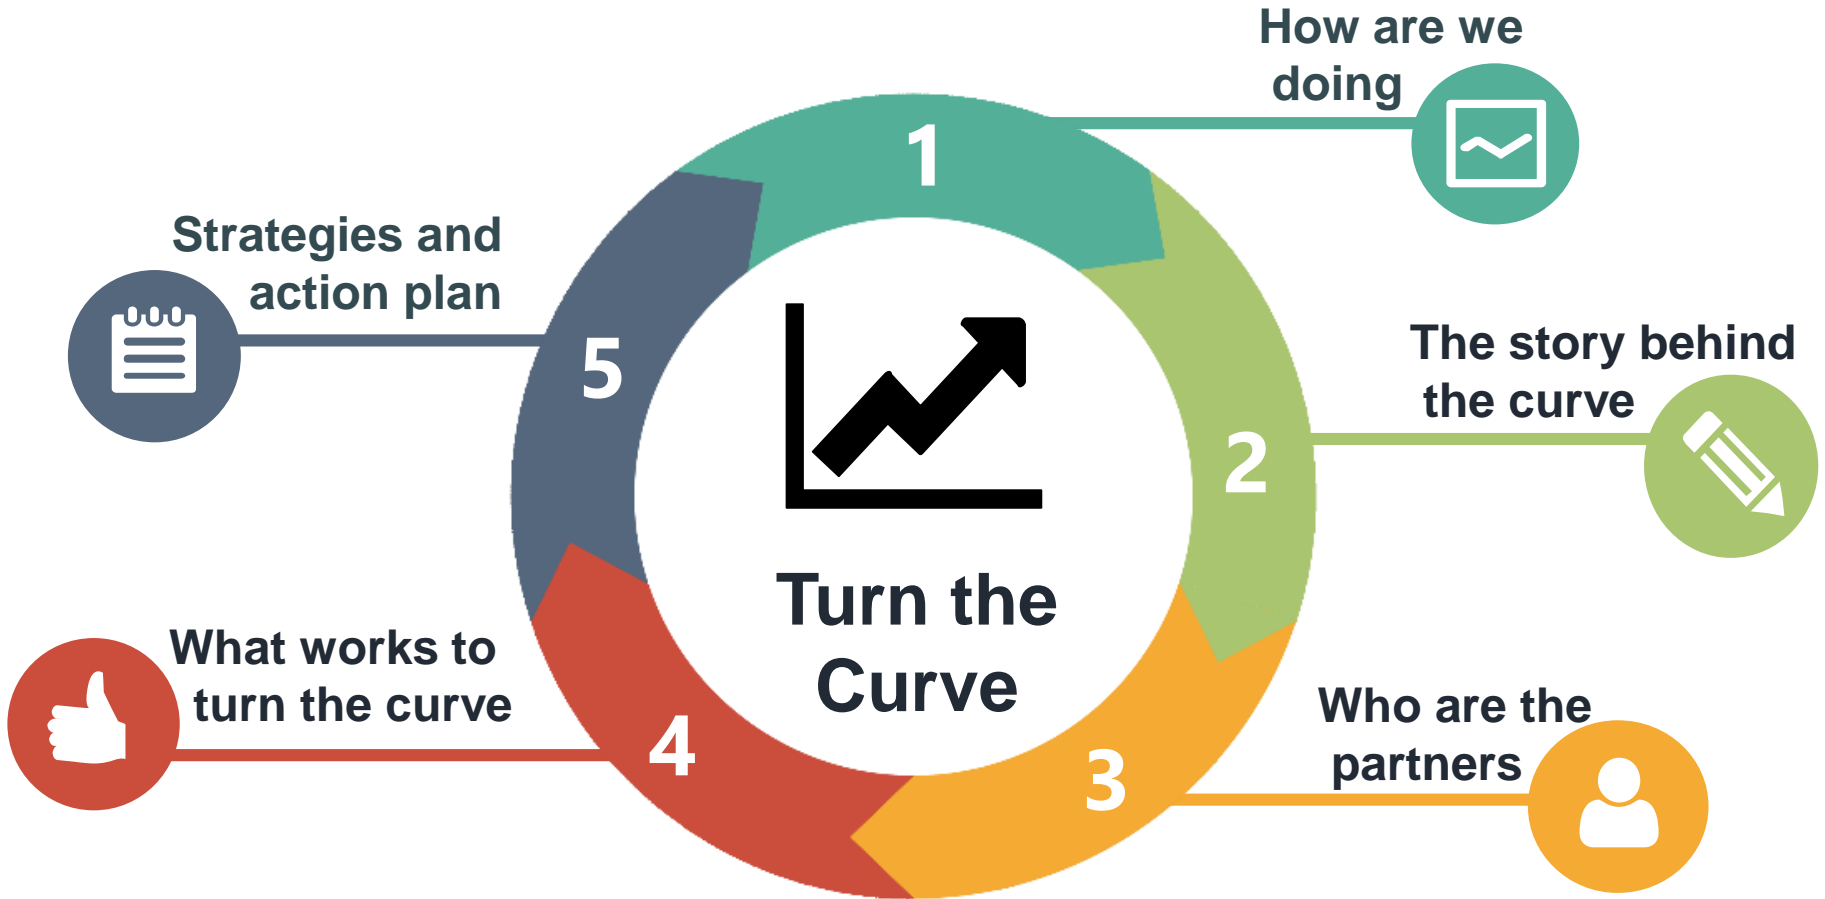 1
How are we
doing
2
The story behind
the curve
3
Who are the
partners
4
What works to
turn the curve
5
Strategies and
action plan
Turn the
Curve